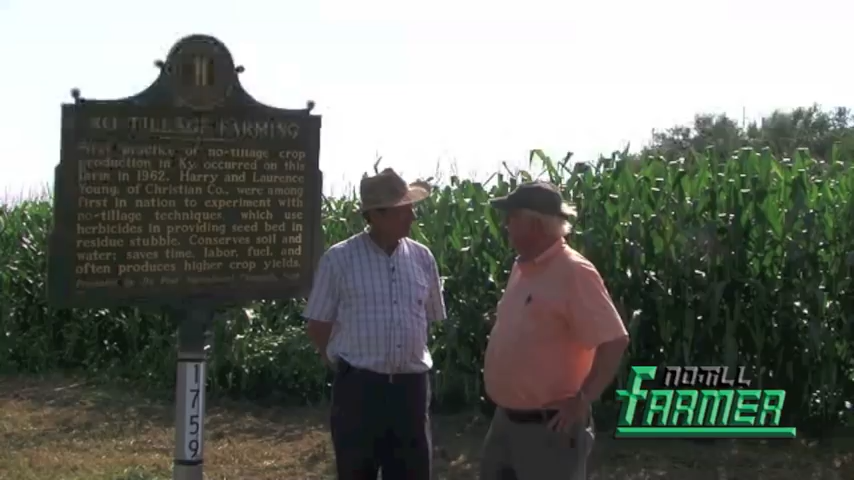 NO TILLAGE FARMING
First practice of no-tillage crop
production in Ky. occurred on this
farm in 1962. Harry and Laurence
Young, of Christian Co., were among
first in nation to experiment with
no-tillage techniques which use
herbicides in providing seed bed in
residue stubble. Conserves soil and
water; saves time, labor, fuel, and
often produces higher crop yields.
1759
NO-TILL
FARMER